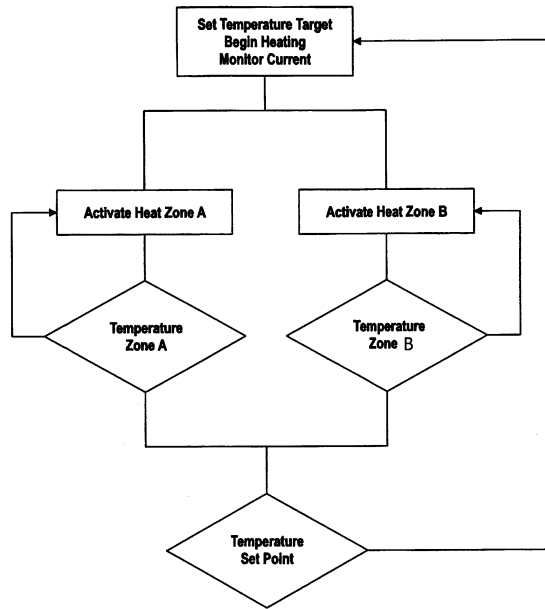 Set Temperature Target
Begin Heating
Monitor Current
Activate Heat Zone A
Activate Heat Zone B
Temperature
Zone A
Temperature
Zone B
Temperature
Set Point